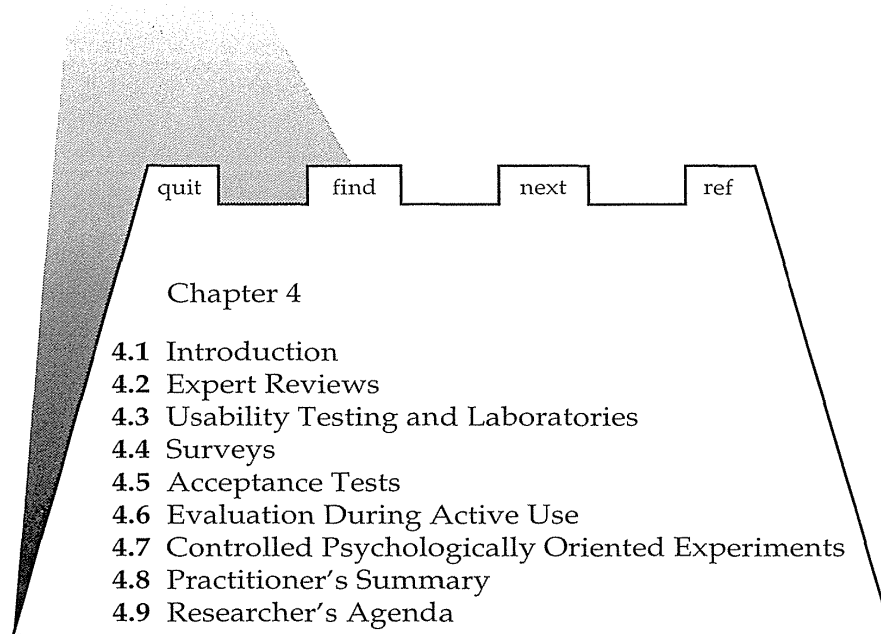 quit find next ref
Chapter 4
4.1 Introduction
4.2 Expert Reviews
4.3 Usability Testing and Laboratories
4.4 Surveys
4.5 Acceptance Tests
4.6 Evaluation During Active Use
4.7 Controlled Psychologically Oriented Experiments
4.8 Practitioner's Summary
4.9 Researcher's Agenda